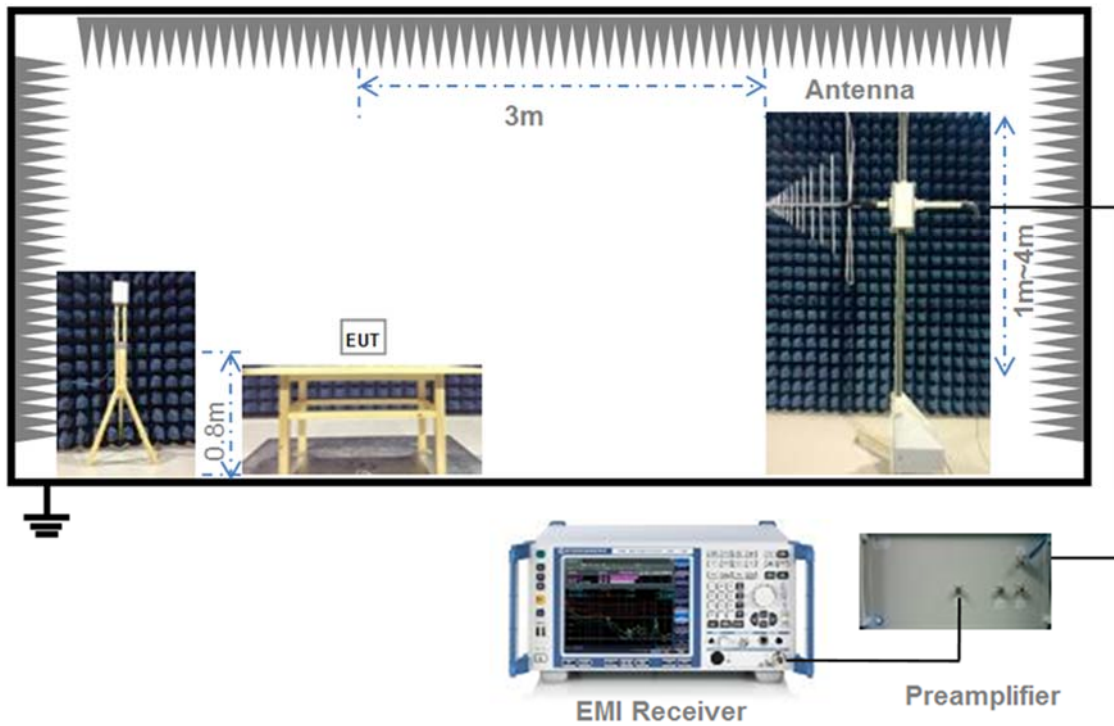 Antenna
3m
1m~4m
EUT
0.8m
EMI Receiver
Preamplifier